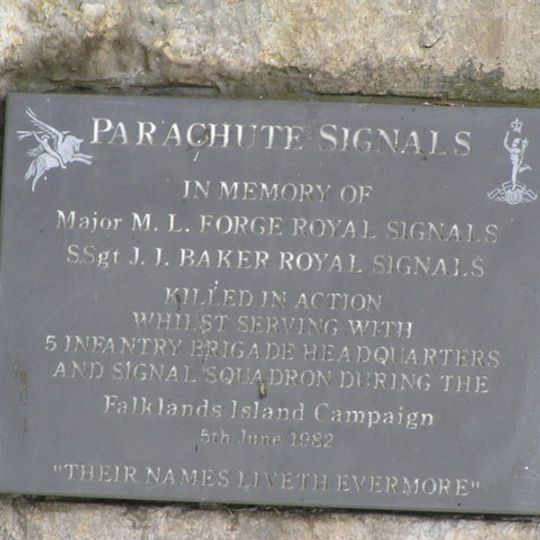 PARACHUTE SIGNALS
IN MEMORY OF
Major M. L. FORGE ROYAL SIGNALS
SSgt J. I. BAKER ROYAL SIGNALS
KILLED IN ACTION
WHILST SERVING WITH
5 INFANTRY BRIGADE HEADQUARTERS
AND SIGNAL SQUADRON DURING THE
Falklands Island Campaign
5th June 1982
"THEIR NAMES LIVETH EVERMORE"